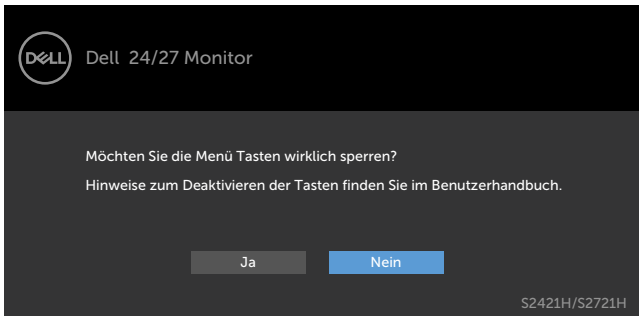 DELL
Dell 24/27 Monitor
Möchten Sie die Menü Tasten wirklich sperren?
Hinweise zum Deaktivieren der Tasten finden Sie im Benutzerhandbuch.
Ja
Nein
S2421H/S2721H